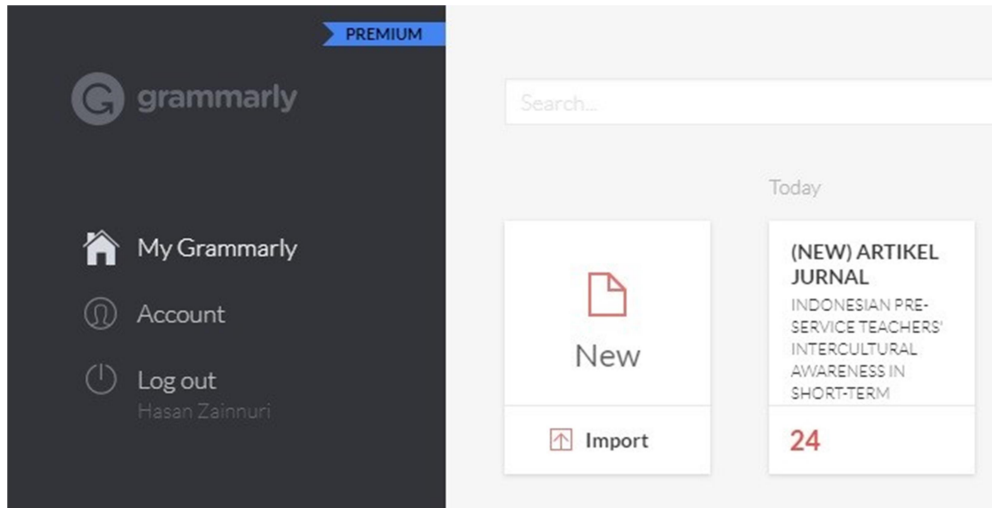 PREMIUM
grammarly
My Grammarly
Account
Log out
Hasan Zainnuri
Search...
Today
New
Import
(NEW) ARTIKEL
JURNAL
INDONESIAN PRE-
SERVICE TEACHERS'
INTERCULTURAL
AWARENESS IN
SHORT-TERM
24